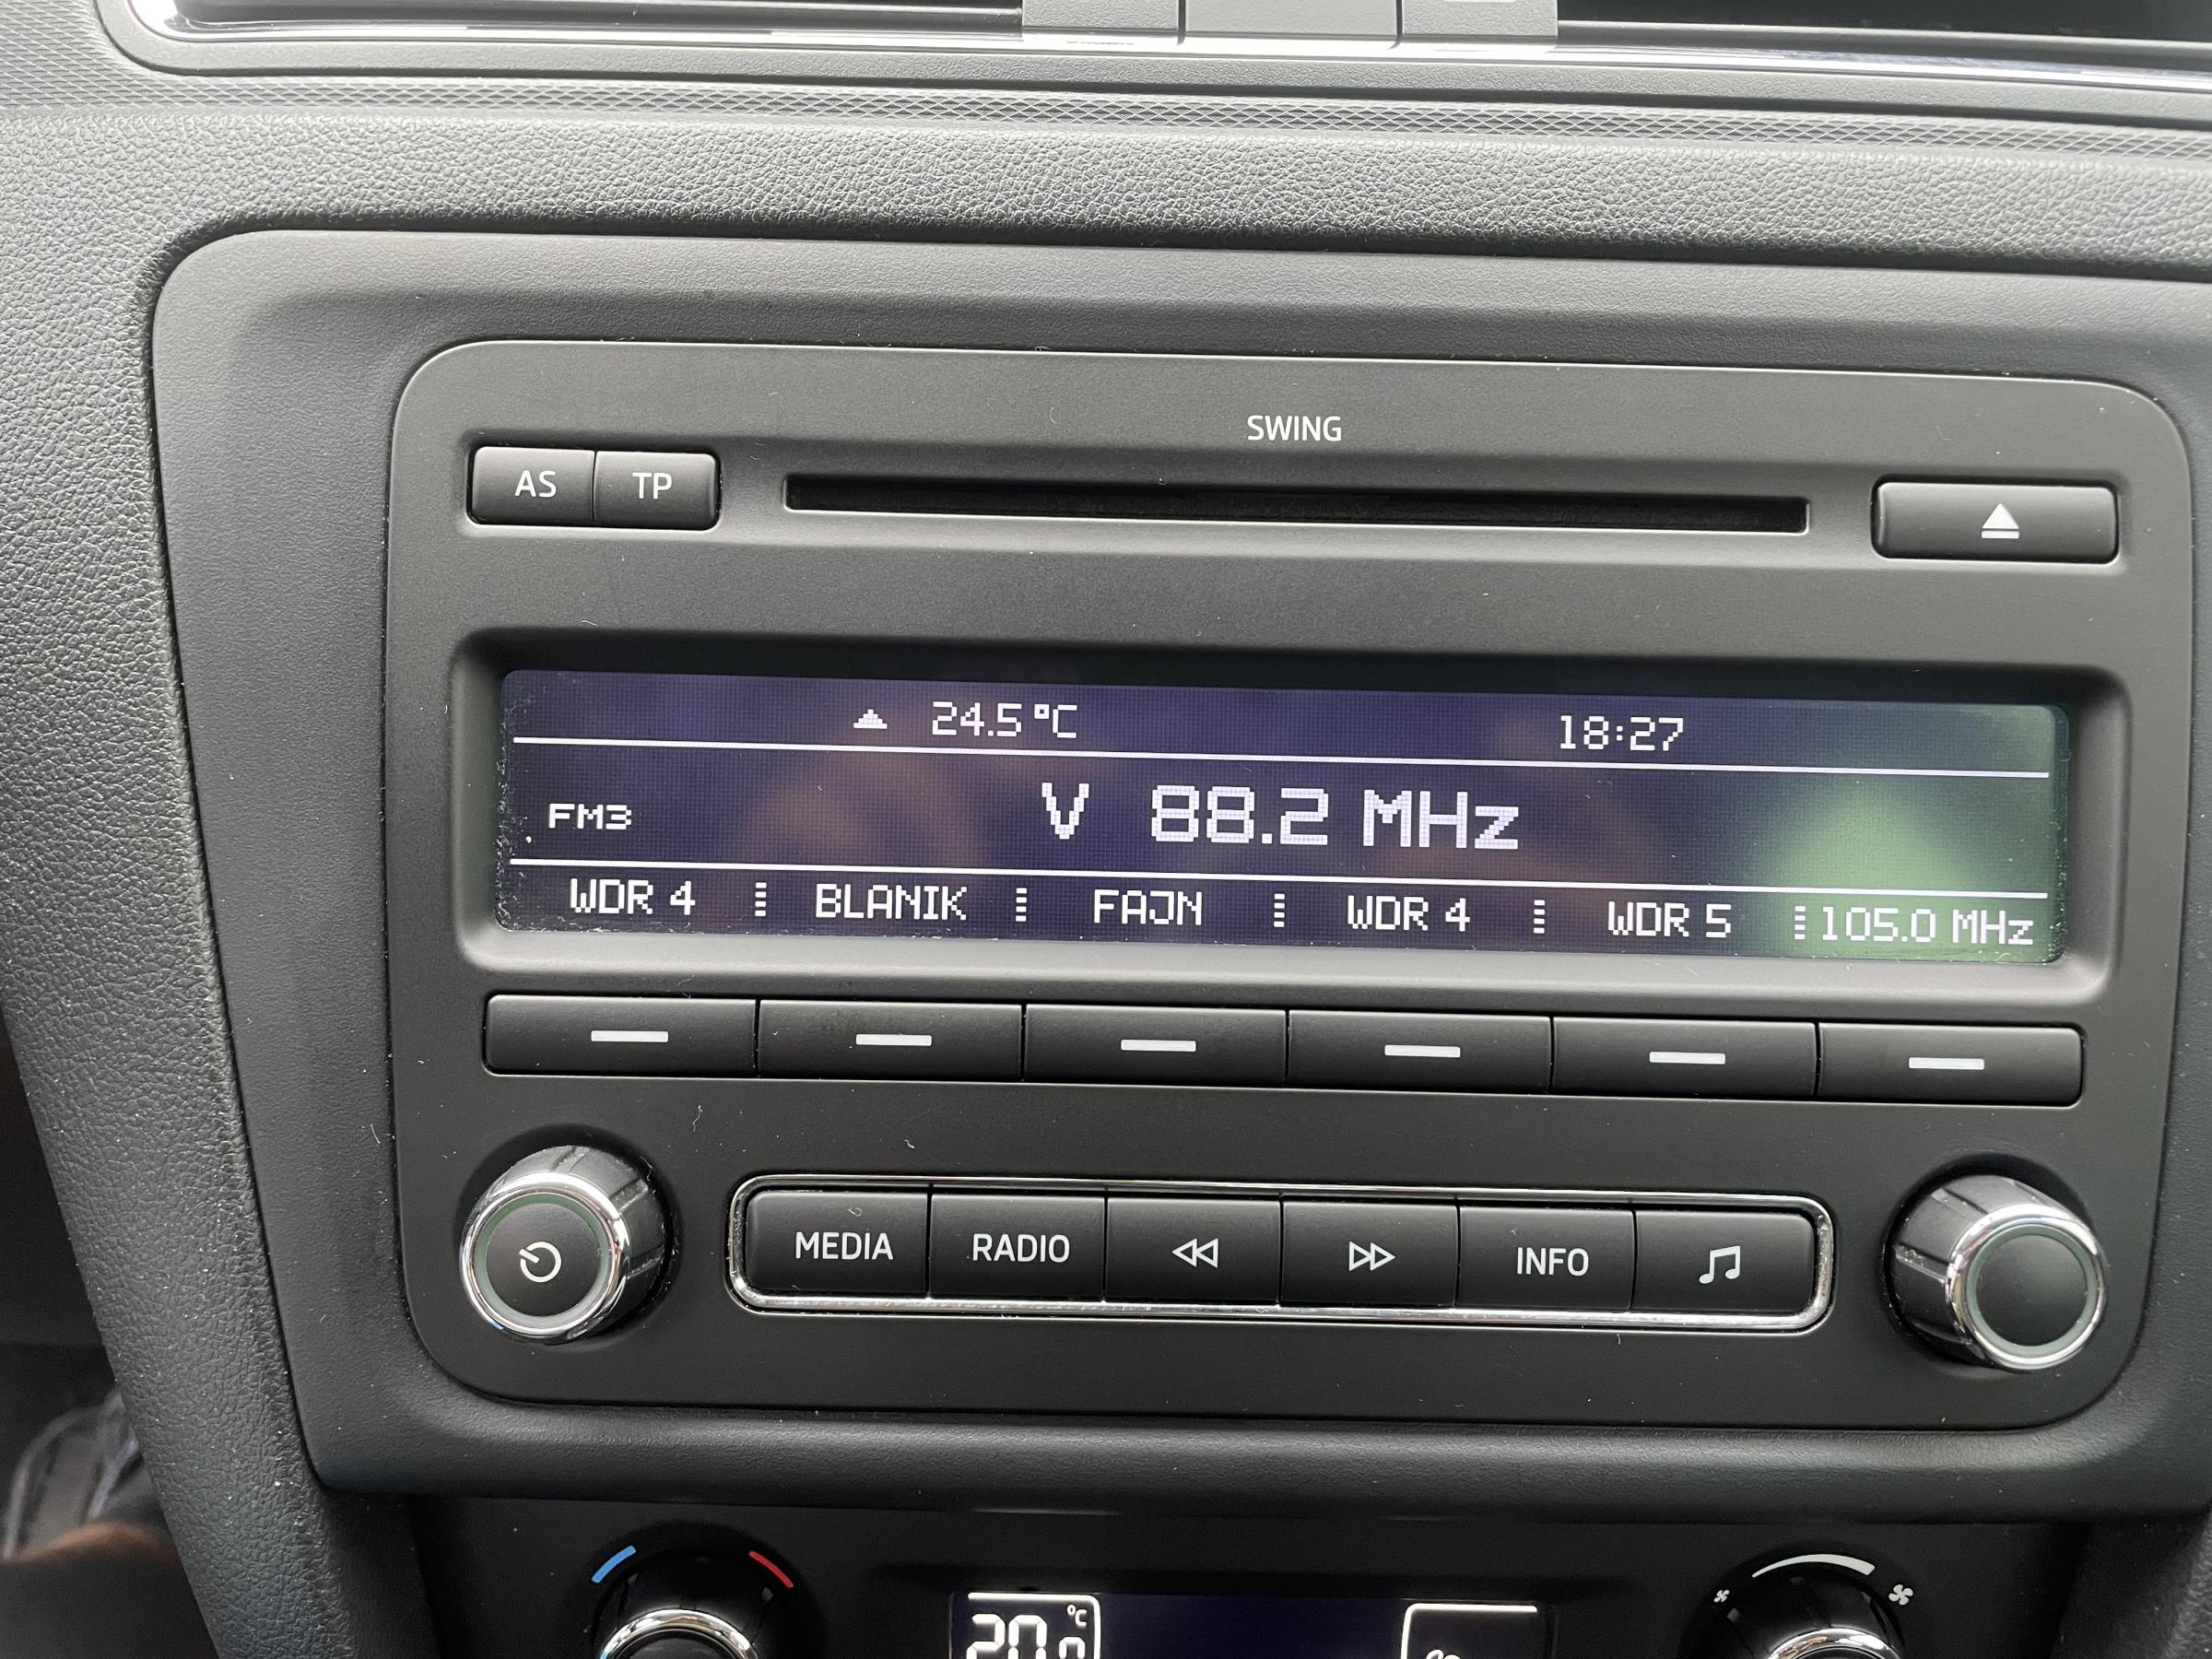 SWING
AS TP
24.5 °C 18:27
FM3 V 88.2 MHz
WDR 4 BLANIK FAJN WDR 4 WDR 5 105.0 MHz
MEDIA RADIO INFO
°C